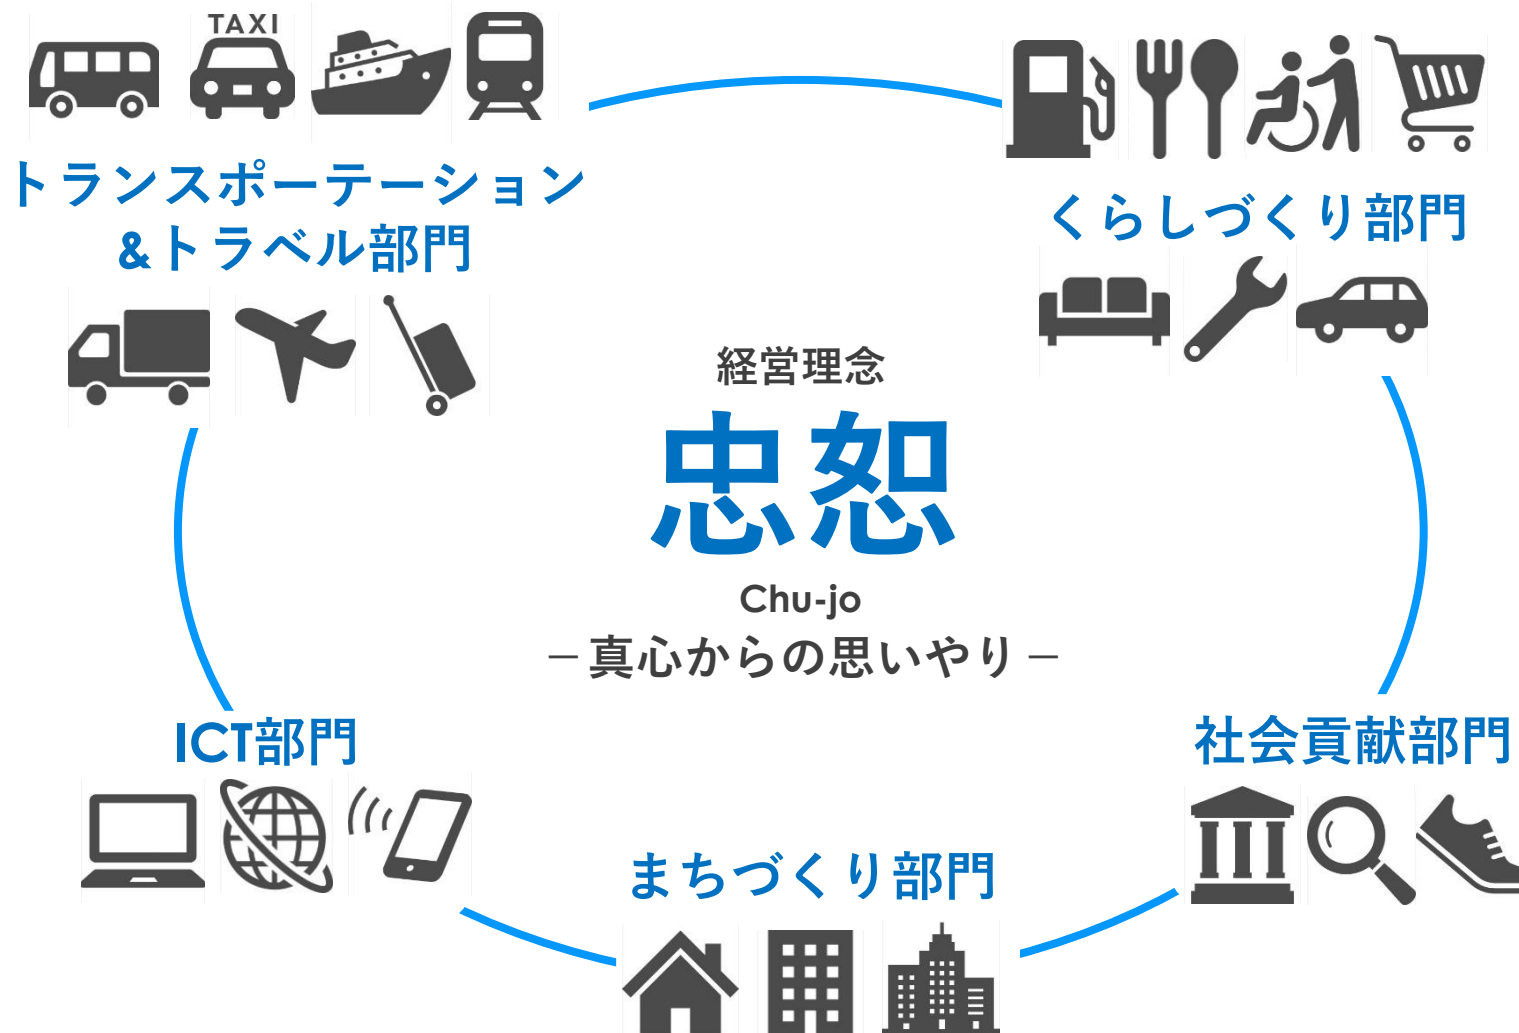 TAXI
トランスポーテーション
&トラベル部門
くらしづくり部門
経営理念
忠恕
Chu-jo
－真心からの思いやり－
ICT部門
社会貢献部門
まちづくり部門